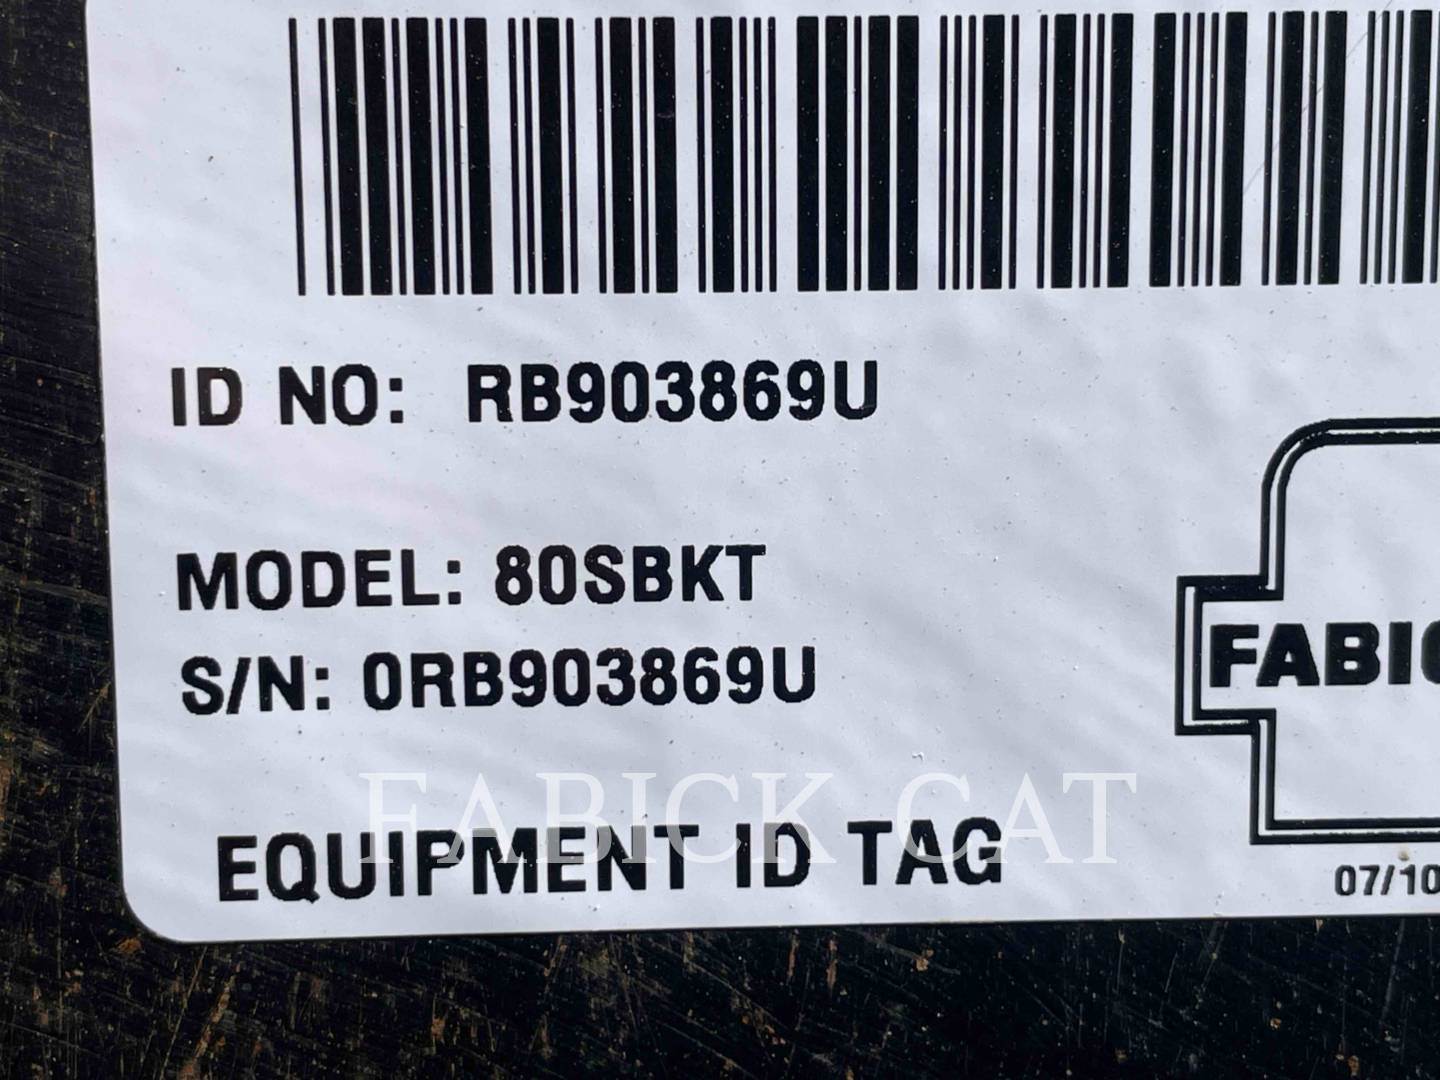 ID NO: RB903869U
MODEL: 80SBKT
S/N: 0RB903869U
FABIC
FABICK CAT
EQUIPMENT ID TAG
07/10